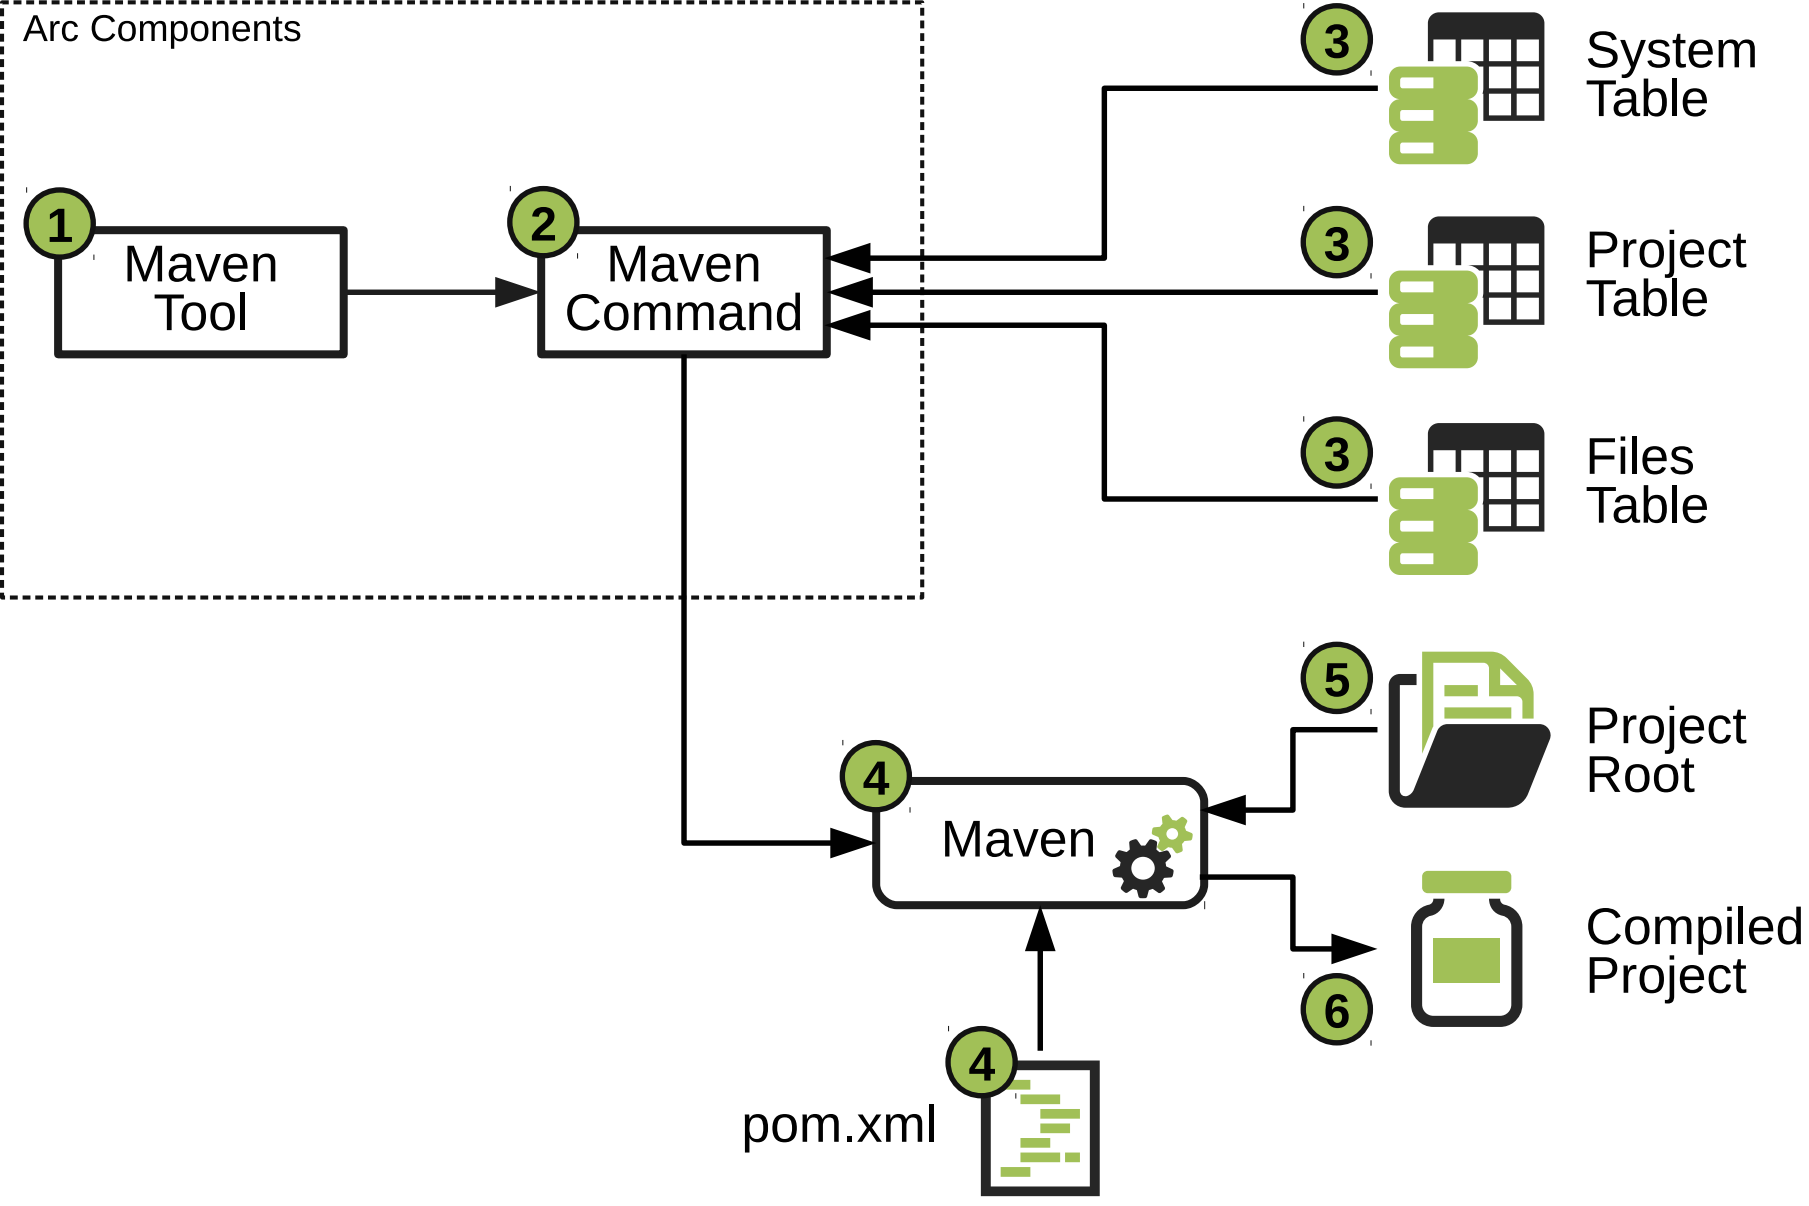 Arc Components
1
Maven
Tool
2
Maven
Command
3
System
Table
3
Project
Table
3
Files
Table
4
Maven
5
Project
Root
6
Compiled
Project
4
pom.xml